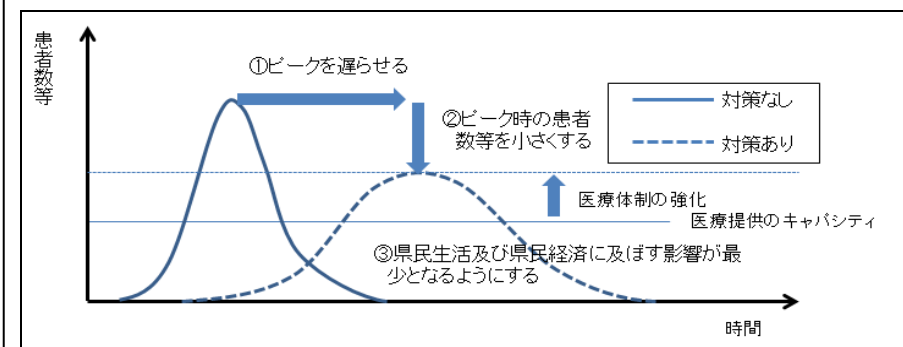 患者数等
①ピークを遅らせる
②ピーク時の患者
数等を小さくする
対策なし
対策あり
医療体制の強化
医療提供のキャパシティ
③県民生活及び県民経済に及ぼす影響が最
少となるようにする
時間